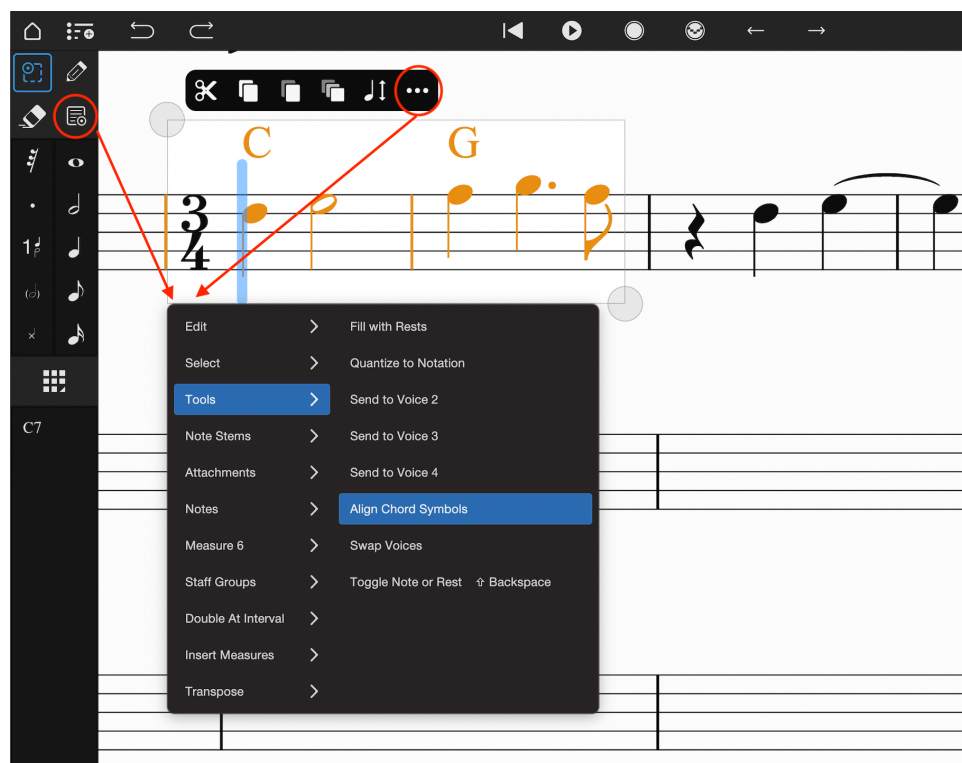 C G
3
4
1
Edit Fill with Rests
Select Quantize to Notation
Tools Send to Voice 2
Note Stems Send to Voice 3
Attachments Send to Voice 4
Notes Align Chord Symbols
Measure 6 Swap Voices
Staff Groups Toggle Note or Rest ⇧ Backspace
Double At Interval
Insert Measures
Transpose
C7